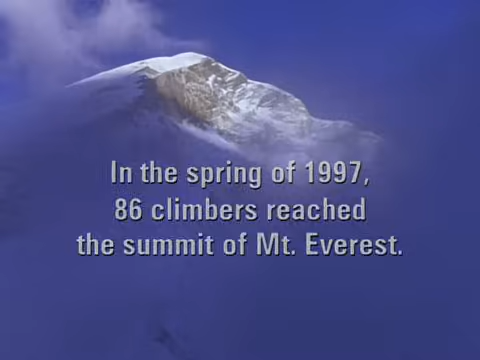 In the spring of 1997,
86 climbers reached
the summit of Mt. Everest.